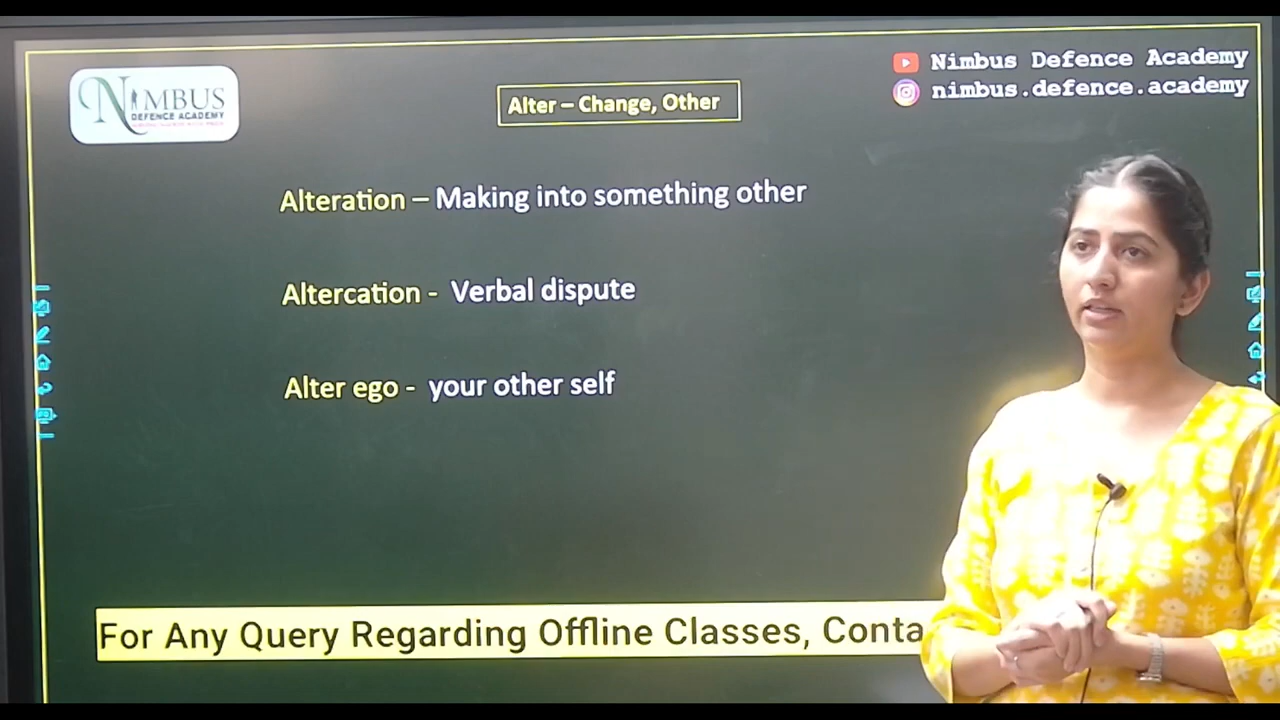 NIMBUS
DEFENCE ACADEMY
Nimbus Defence Academy
nimbus.defence.academy
Alter – Change, Other
Alteration – Making into something other
Altercation - Verbal dispute
Alter ego - your other self
For Any Query Regarding Offline Classes, Conta